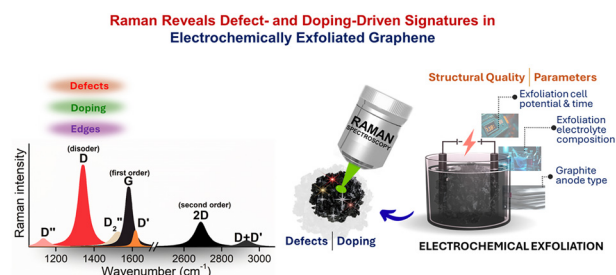 Raman Reveals Defect- and Doping-Driven Signatures in
Electrochemically Exfoliated Graphene
Defects
Doping
Edges
Raman intensity
(disoder)
D
(first order)
G
(second order)
2D
D"
D2"
D'
D+D'
1200 1400 1600 2600 2800 3000
Wavenumber (cm-1)
RAMAN
SPECTROSCOPY
Defects | Doping
Structural Quality | Parameters
Exfoliation cell
potential & time
Exfoliation
electrolyte
composition
Graphite
anode type
ELECTROCHEMICAL EXFOLIATION